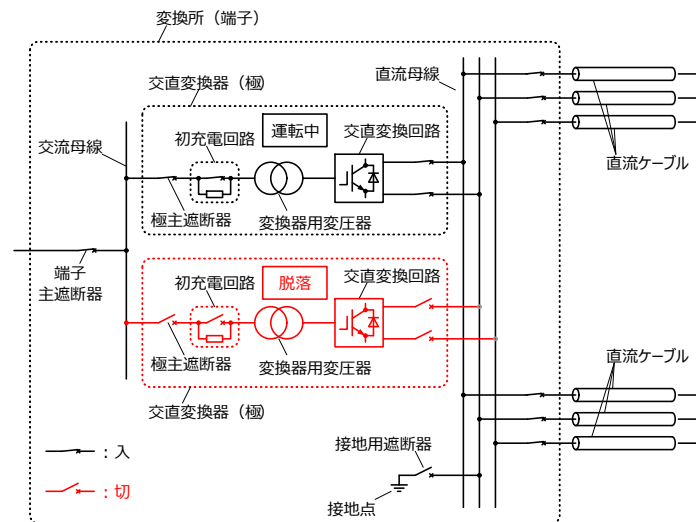 変換所（端子）
交直変換器（極）
直流母線
運転中
初充電回路
交直変換回路
交流母線
直流ケーブル
極主遮断器
変換器用変圧器
端子
主遮断器
初充電回路
脱落
交直変換回路
極主遮断器
変換器用変圧器
直流ケーブル
交直変換器（極）
接地用遮断器
：入
：切
接地点